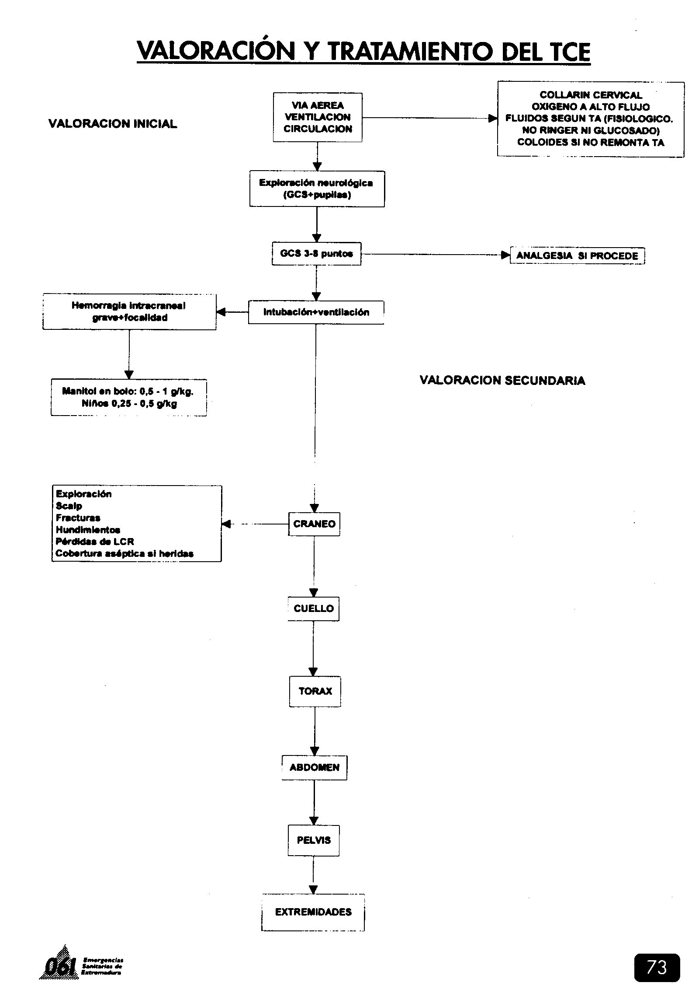 VALORACIÓN Y TRATAMIENTO DEL TCE
VALORACION INICIAL
VIA AEREA
VENTILACION
CIRCULACION
COLLARIN CERVICAL
OXIGENO A ALTO FLUJO
FLUIDOS SEGUN TA (FISIOLOGICO.
NO RINGER NI GLUCOSADO)
COLOIDES SI NO REMONTA TA
Exploración neurológica
(GCS+pupilas)
GCS 3-8 puntos
ANALGESIA SI PROCEDE
Hemorragia intracraneal
grave+focalidad
Intubación+ventilación
Manitol en bolo: 0,5 - 1 g/kg.
Niños 0,25 - 0,5 g/kg
VALORACION SECUNDARIA
Exploración
Scalp
Fracturas
Hundimientos
Pérdidas de LCR
Cobertura aséptica si heridas
CRANEO
CUELLO
TORAX
ABDOMEN
PELVIS
EXTREMIDADES
061
Emergencias
Sanitarias de
Extremadura
73